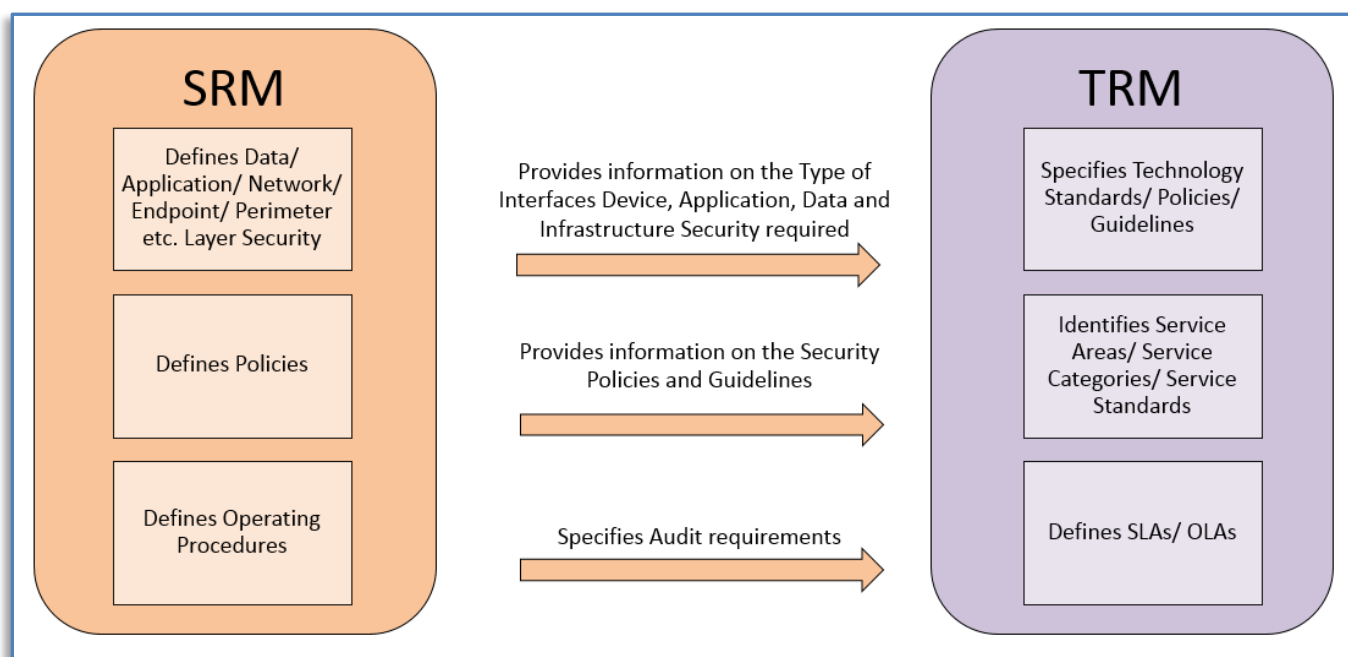 SRM
Defines Data/
Application/ Network/
Endpoint/ Perimeter
etc. Layer Security
Defines Policies
Defines Operating
Procedures
Provides information on the Type of
Interfaces Device, Application, Data and
Infrastructure Security required
Provides information on the Security
Policies and Guidelines
Specifies Audit requirements
TRM
Specifies Technology
Standards/ Policies/
Guidelines
Identifies Service
Areas/ Service
Categories/ Service
Standards
Defines SLAs/ OLAs